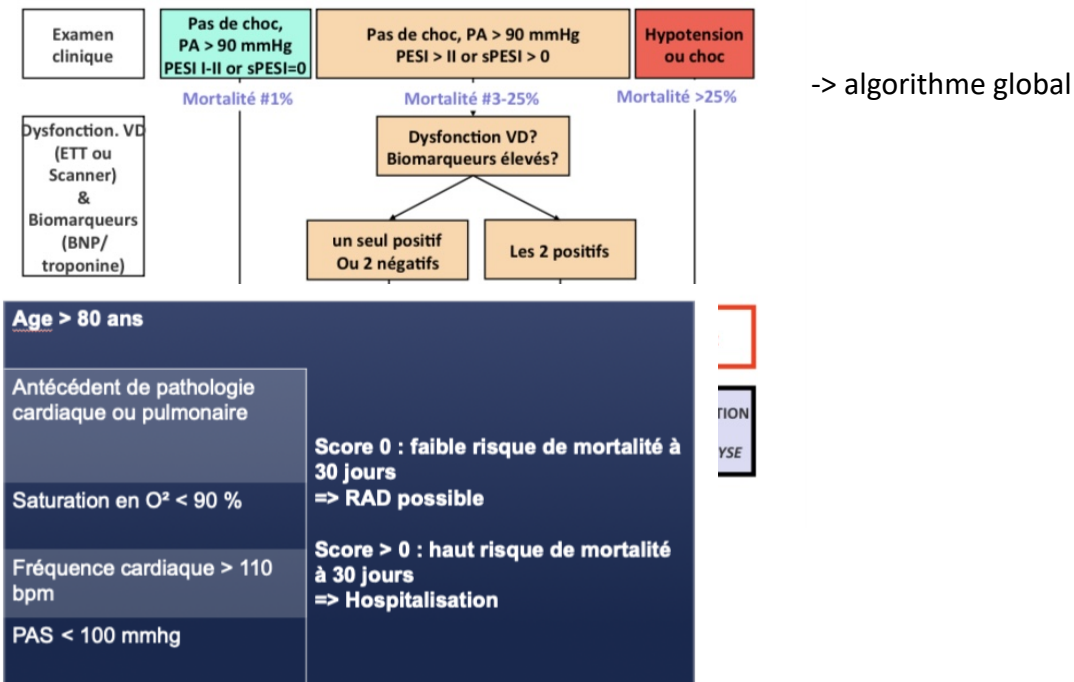 Examen
clinique
Pas de choc,
PA > 90 mmHg
PESI I-II or sPESI=0
Pas de choc, PA > 90 mmHg
PESI > II or sPESI > 0
Hypotension
ou choc
-> algorithme global
Mortalité #1%
Mortalité #3-25%
Mortalité >25%
Dysfonction. VD
(ETT ou
Scanner)
&
Biomarqueurs
(BNP/
troponine)
Dysfonction VD?
Biomarqueurs élevés?
un seul positif
Ou 2 négatifs
Les 2 positifs
Age > 80 ans
Antécédent de pathologie
cardiaque ou pulmonaire
Saturation en O² < 90 %
Fréquence cardiaque > 110
bpm
PAS < 100 mmhg
Score 0 : faible risque de mortalité à
30 jours
=> RAD possible
Score > 0 : haut risque de mortalité
à 30 jours
=> Hospitalisation
TION
YSE